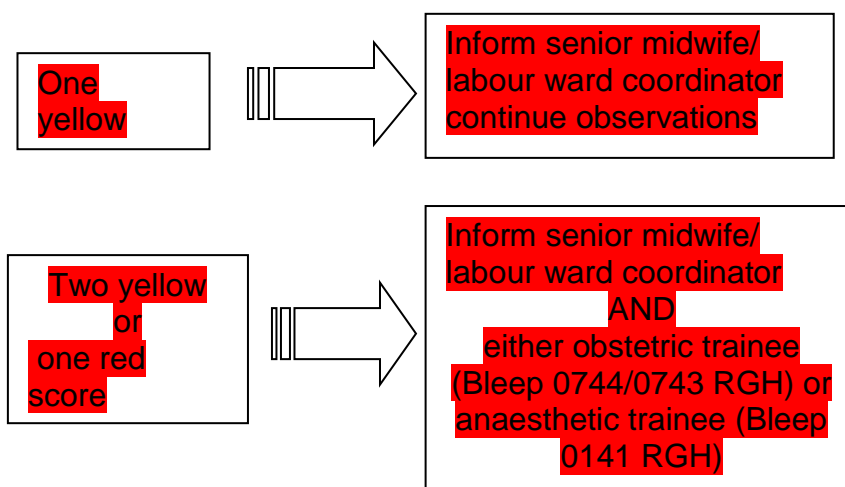 One
yellow
Inform senior midwife/
labour ward coordinator
continue observations
Two yellow
or
one red
score
Inform senior midwife/
labour ward coordinator
AND
either obstetric trainee
(Bleep 0744/0743 RGH) or
anaesthetic trainee (Bleep
0141 RGH)